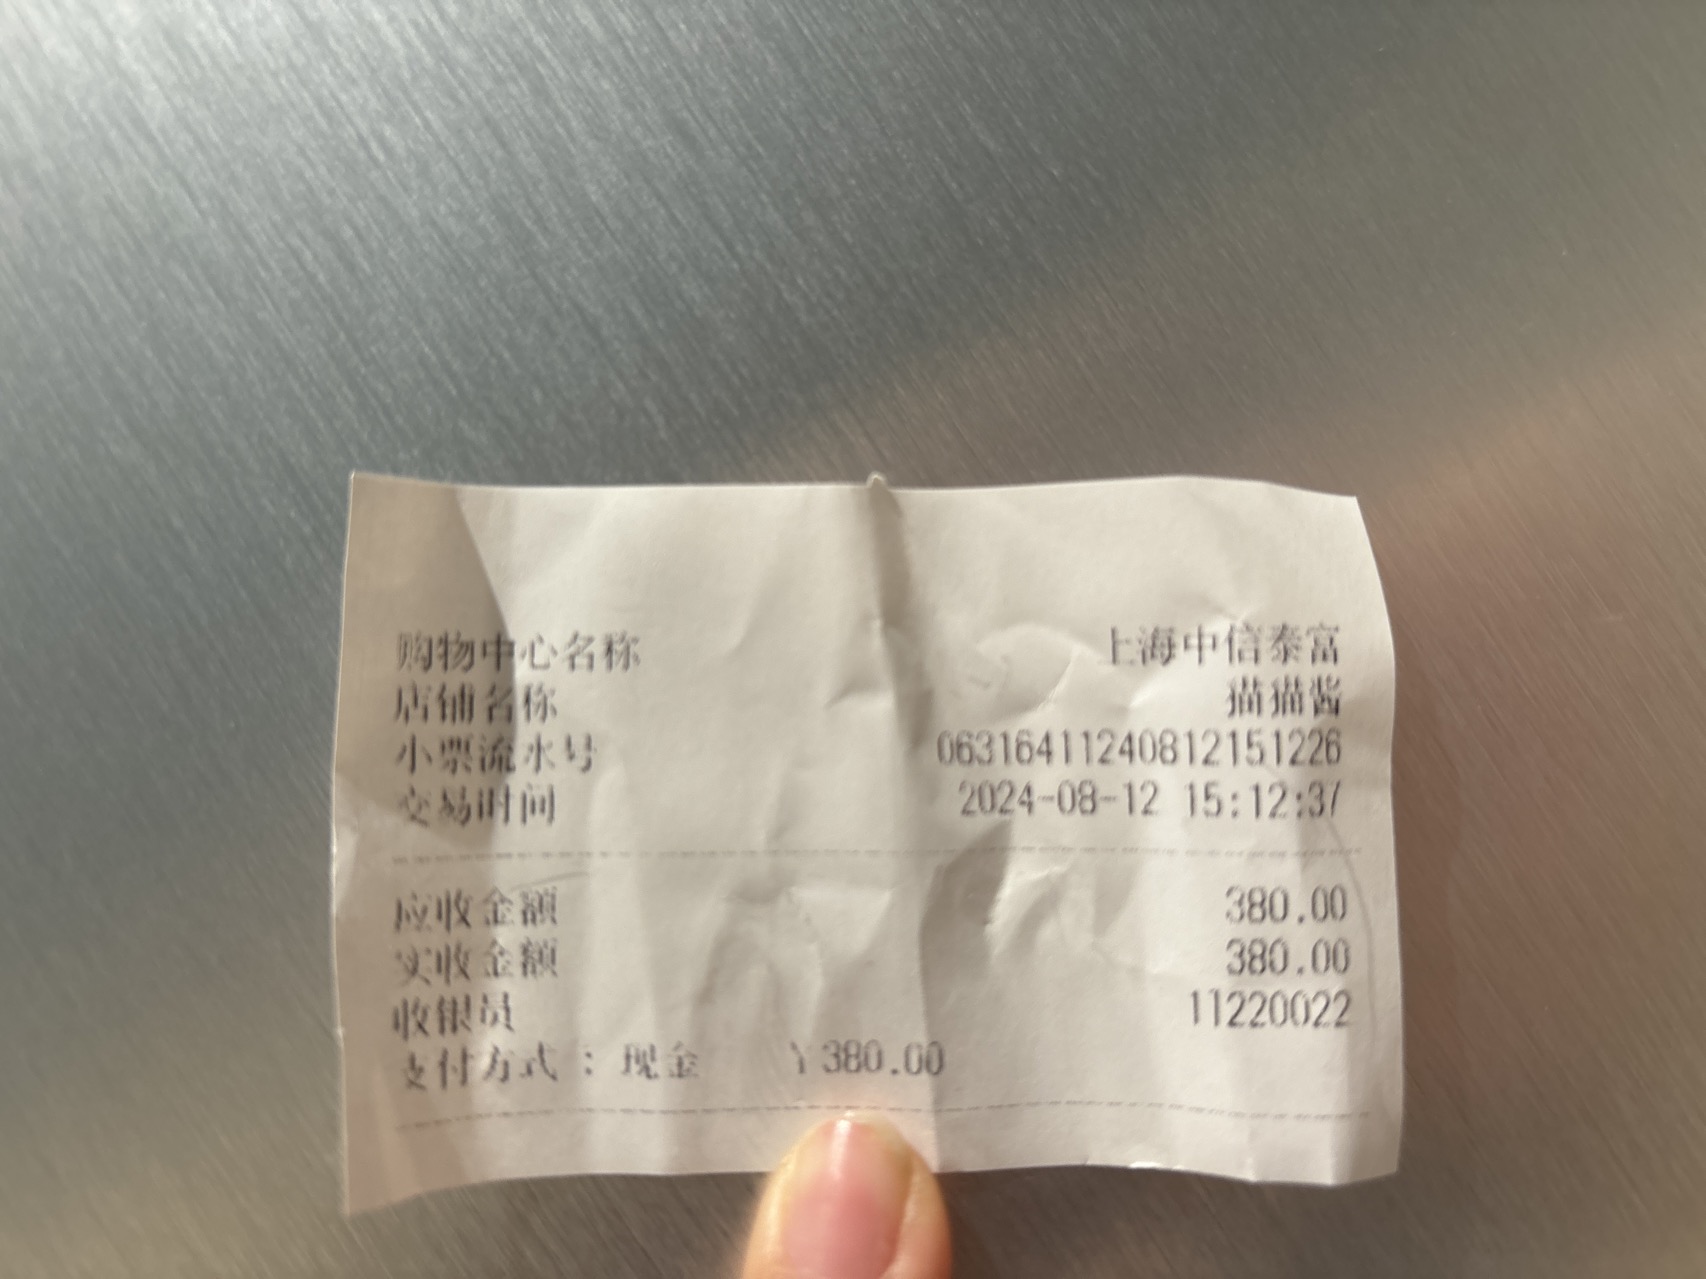 购物中心名称 上海中信泰富
店铺名称 猫猫酱
小票流水号 06316411240812151226
交易时间 2024-08-12 15:12:37
应收金额 380.00
实收金额 380.00
收银员 11220022
支付方式：现金 ¥380.00